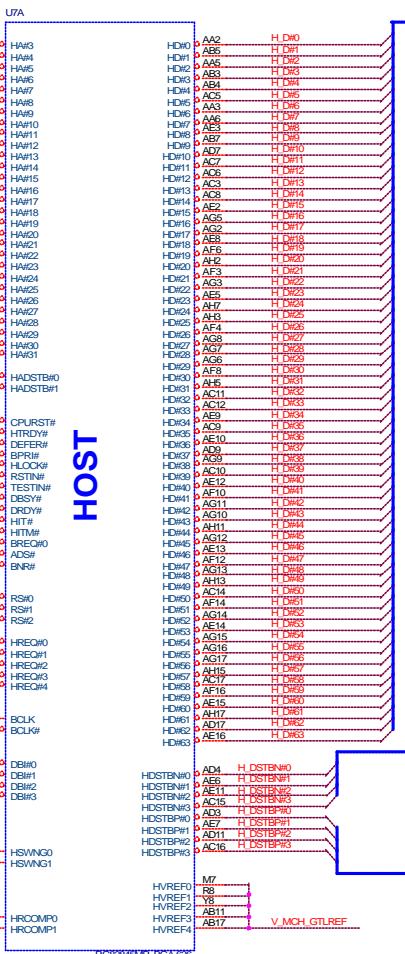 U7A
HA#3
HA#4
HA#5
HA#6
HA#7
HA#8
HA#9
HA#10
HA#11
HA#12
HA#13
HA#14
HA#15
HA#16
HA#17
HA#18
HA#19
HA#20
HA#21
HA#22
HA#23
HA#24
HA#25
HA#26
HA#27
HA#28
HA#29
HA#30
HA#31
HADSTB#0
HADSTB#1
CPURST#
HTRDY#
DEFER#
BPRI#
HLOCK#
RSTIN#
TESTIN#
DBSY#
DRDY#
HIT#
HITM#
BREQ#0
ADS#
BNR#
RS#0
RS#1
RS#2
HREQ#0
HREQ#1
HREQ#2
HREQ#3
HREQ#4
BCLK
BCLK#
DBI#0
DBI#1
DBI#2
DBI#3
HSWNG0
HSWNG1
HRCOMP0
HRCOMP1
HOST
HD#0 AA2 H_D#0
HD#1 AB5 H_D#1
HD#2 AA5 H_D#2
HD#3 AB3 H_D#3
HD#4 AB4 H_D#4
HD#5 AC5 H_D#5
HD#6 AA3 H_D#6
HD#7 AA6 H_D#7
HD#8 AE3 H_D#8
HD#9 AB7 H_D#9
HD#10 AD7 H_D#10
HD#11 AC7 H_D#11
HD#12 AC6 H_D#12
HD#13 AC3 H_D#13
HD#14 AC8 H_D#14
HD#15 AE2 H_D#15
HD#16 AG5 H_D#16
HD#17 AG2 H_D#17
HD#18 AE8 H_D#18
HD#19 AF6 H_D#19
HD#20 AH2 H_D#20
HD#21 AF3 H_D#21
HD#22 AG3 H_D#22
HD#23 AE5 H_D#23
HD#24 AH7 H_D#24
HD#25 AH3 H_D#25
HD#26 AF4 H_D#26
HD#27 AG8 H_D#27
HD#28 AG7 H_D#28
HD#29 AG6 H_D#29
HD#30 AF8 H_D#30
HD#31 AH5 H_D#31
HD#32 AC11 H_D#32
HD#33 AC12 H_D#33
HD#34 AE9 H_D#34
HD#35 AC9 H_D#35
HD#36 AE10 H_D#36
HD#37 AD9 H_D#37
HD#38 AG9 H_D#38
HD#39 AC10 H_D#39
HD#40 AE12 H_D#40
HD#41 AF10 H_D#41
HD#42 AG11 H_D#42
HD#43 AG10 H_D#43
HD#44 AH11 H_D#44
HD#45 AG12 H_D#45
HD#46 AE13 H_D#46
HD#47 AF12 H_D#47
HD#48 AG13 H_D#48
HD#49 AH13 H_D#49
HD#50 AC14 H_D#50
HD#51 AF14 H_D#51
HD#52 AG14 H_D#52
HD#53 AE14 H_D#53
HD#54 AG15 H_D#54
HD#55 AG16 H_D#55
HD#56 AG17 H_D#56
HD#57 AH15 H_D#57
HD#58 AC17 H_D#58
HD#59 AF16 H_D#59
HD#60 AE15 H_D#60
HD#61 AH17 H_D#61
HD#62 AD17 H_D#62
HD#63 AE16 H_D#63
HDSTBN#0 AD4 H_DSTBN#0
HDSTBN#1 AE6 H_DSTBN#1
HDSTBN#2 AE11 H_DSTBN#2
HDSTBN#3 AC15 H_DSTBN#3
HDSTBP#0 AD3 H_DSTBP#0
HDSTBP#1 AE7 H_DSTBP#1
HDSTBP#2 AD11 H_DSTBP#2
HDSTBP#3 AC16 H_DSTBP#3
HVREF0 M7
HVREF1 R8
HVREF2 Y8
HVREF3 AB11
HVREF4 AB17 V_MCH_GTLREF